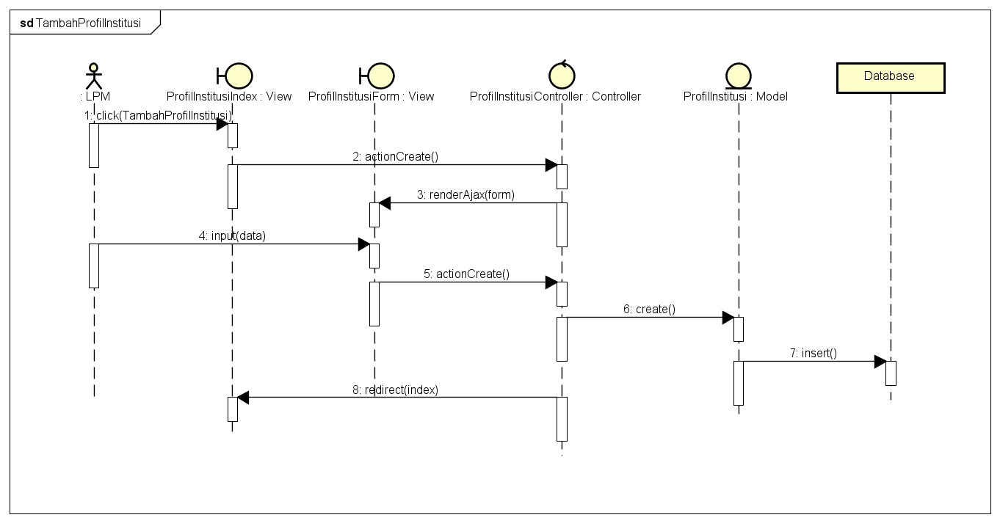 sd TambahProfilInstitusi
: LPM
ProfilInstitusiIndex : View
ProfilInstitusiForm : View
ProfilInstitusiController : Controller
ProfilInstitusi : Model
Database
1: click(TambahProfilInstitusi)
2: actionCreate()
3: renderAjax(form)
4: input(data)
5: actionCreate()
6: create()
7: insert()
8: redirect(index)